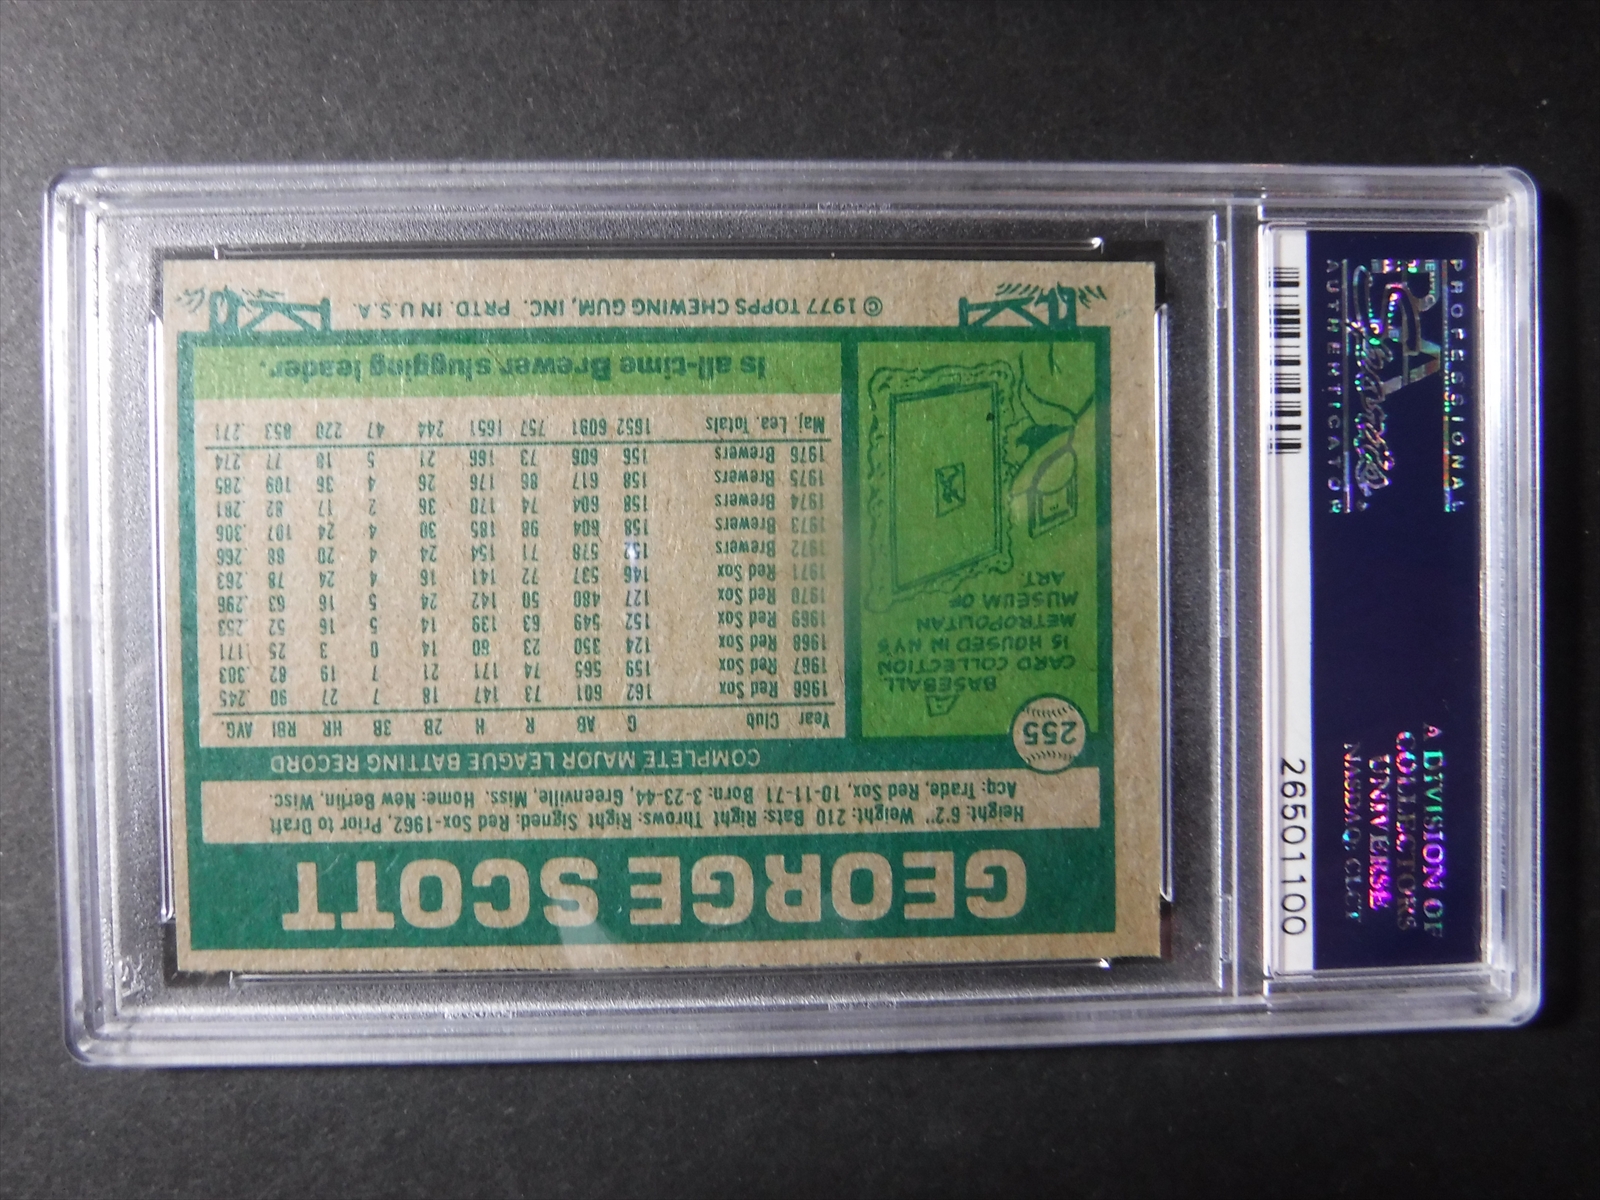 GEORGE SCOTT
Height: 6'2" Weight: 210 Bats: Right Throws: Right Signed: Red Sox-1962, Prior to Draft
Acq: Trade, Red Sox, 10-11-71 Born: 3-23-44, Greenville, Miss. Home: New Berlin, Wisc.
255
COMPLETE MAJOR LEAGUE BATTING RECORD
Year Club G AB R H 2B 3B HR RBI AVG.
1966 Red Sox 162 601 73 147 18 7 27 90 .245
1967 Red Sox 159 565 74 171 21 7 19 82 .303
1968 Red Sox 124 350 23 60 14 0 3 25 .171
1969 Red Sox 152 549 63 139 14 5 16 52 .253
1970 Red Sox 127 480 50 142 24 5 16 63 .296
1971 Red Sox 146 537 72 141 16 4 24 78 .263
1972 Brewers 152 578 71 154 24 4 20 88 .266
1973 Brewers 158 604 98 185 30 4 24 107 .306
1974 Brewers 158 604 74 170 36 2 17 82 .281
1975 Brewers 158 617 86 176 26 4 36 109 .285
1976 Brewers 156 606 73 166 21 5 18 77 .274
Maj. Lea. Totals 1652 6091 757 1651 244 47 220 853 .271
Is all-time Brewer slugging leader.
BASEBALL
CARD COLLECTION
IS HOUSED IN NY'S
METROPOLITAN
MUSEUM OF
ART.
© 1977 TOPPS CHEWING GUM, INC. PRTD. IN U.S.A.
PROFESSIONAL
PSA
AUTHENTICATOR
A DIVISION OF
COLLECTORS
UNIVERSE
NASDAQ: CLCT
26501100